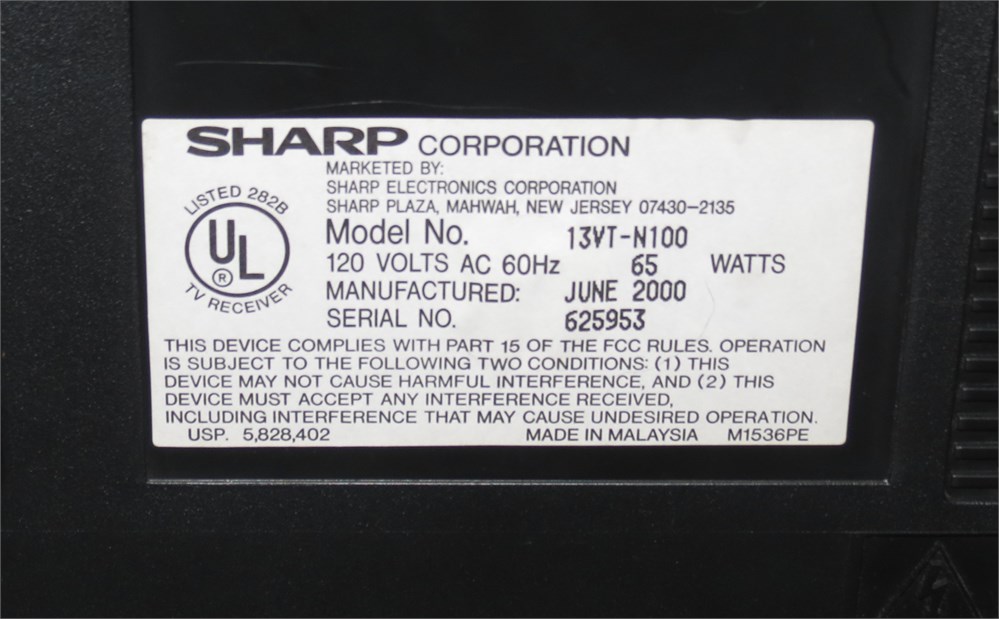 SHARP CORPORATION
MARKETED BY:
SHARP ELECTRONICS CORPORATION
SHARP PLAZA, MAHWAH, NEW JERSEY 07430-2135
LISTED 282B
UL
®
TV RECEIVER
Model No. 13VT-N100
120 VOLTS AC 60Hz 65 WATTS
MANUFACTURED: JUNE 2000
SERIAL NO. 625953
THIS DEVICE COMPLIES WITH PART 15 OF THE FCC RULES. OPERATION
IS SUBJECT TO THE FOLLOWING TWO CONDITIONS: (1) THIS
DEVICE MAY NOT CAUSE HARMFUL INTERFERENCE, AND (2) THIS
DEVICE MUST ACCEPT ANY INTERFERENCE RECEIVED,
INCLUDING INTERFERENCE THAT MAY CAUSE UNDESIRED OPERATION.
USP. 5,828,402 MADE IN MALAYSIA M1536PE